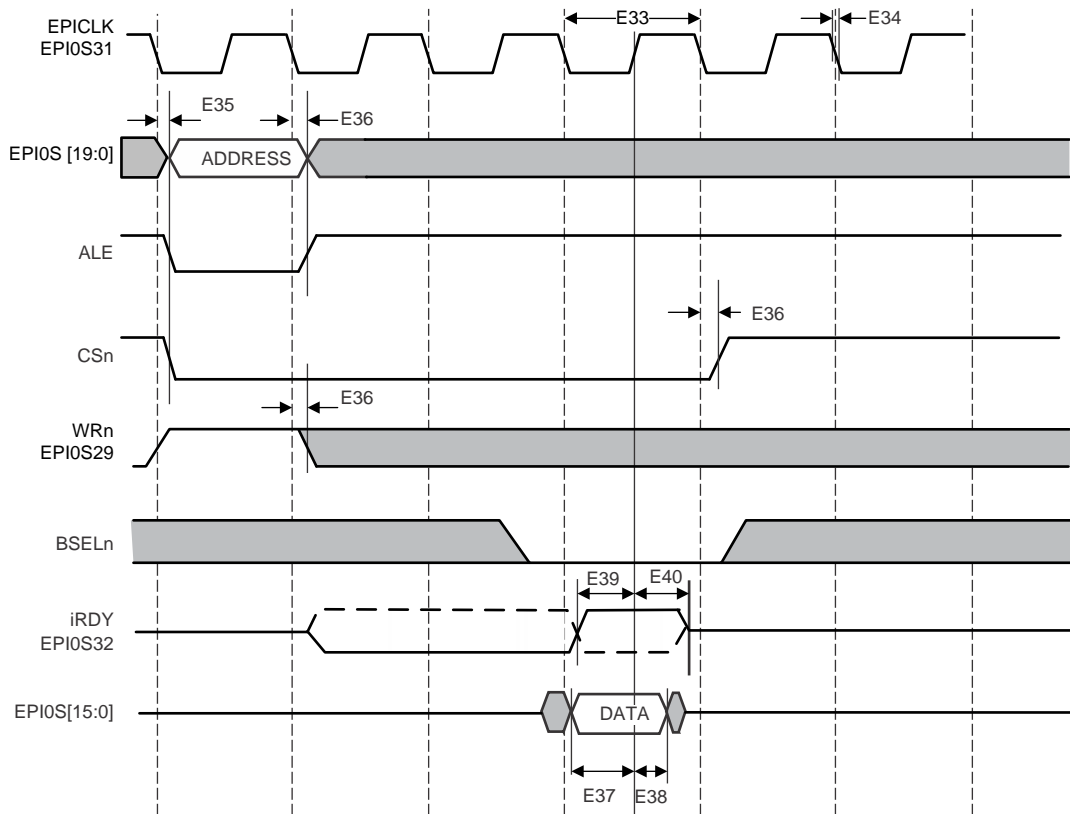 EPICLK
EPI0S31
E33
E34
E35
E36
EPI0S [19:0]
ADDRESS
ALE
E36
CSn
E36
WRn
EPI0S29
BSELn
E39
E40
iRDY
EPI0S32
EPI0S[15:0]
DATA
E37
E38